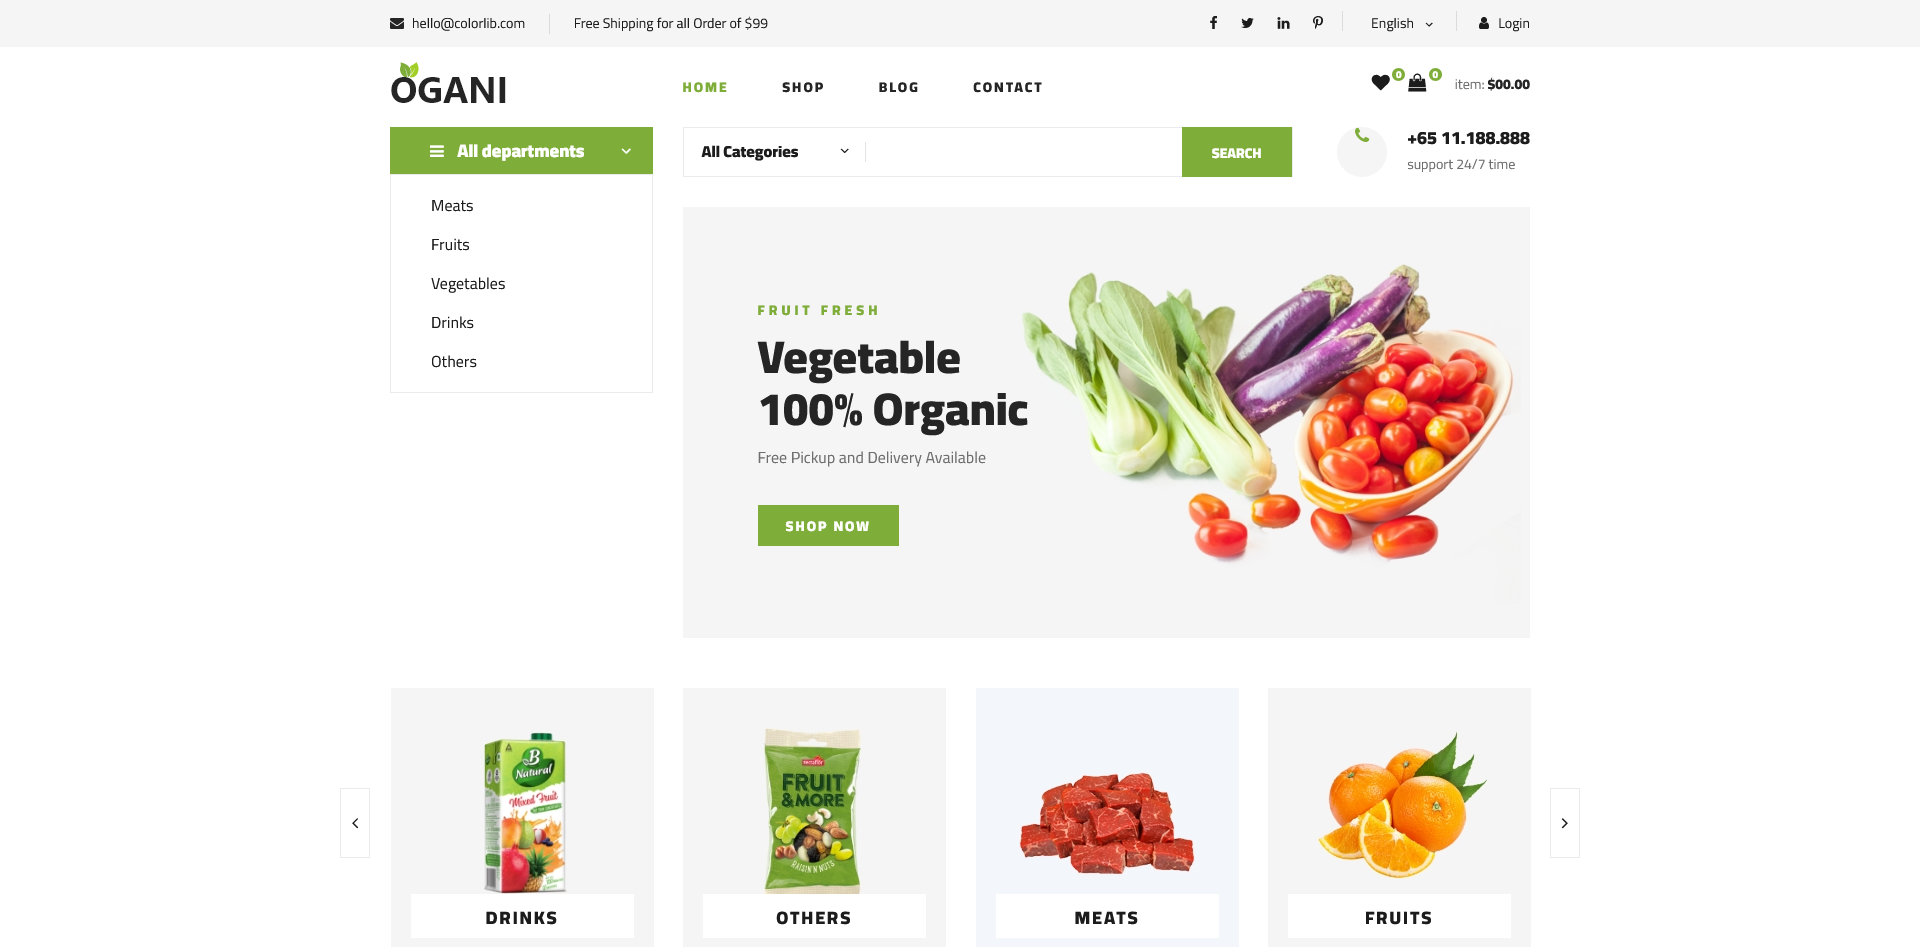 hello@colorlib.com
Free Shipping for all Order of $99
English
Login
OGANI
HOME
SHOP
BLOG
CONTACT
0
0
item: $00.00
All departments
All Categories
SEARCH
+65 11.188.888
support 24/7 time
Meats
Fruits
Vegetables
Drinks
Others
FRUIT FRESH
Vegetable
100% Organic
Free Pickup and Delivery Available
SHOP NOW
B
Natural
Mixed Fruit
FRUIT
& MORE
RAISIN 'N' NUTS
DRINKS
OTHERS
MEATS
FRUITS